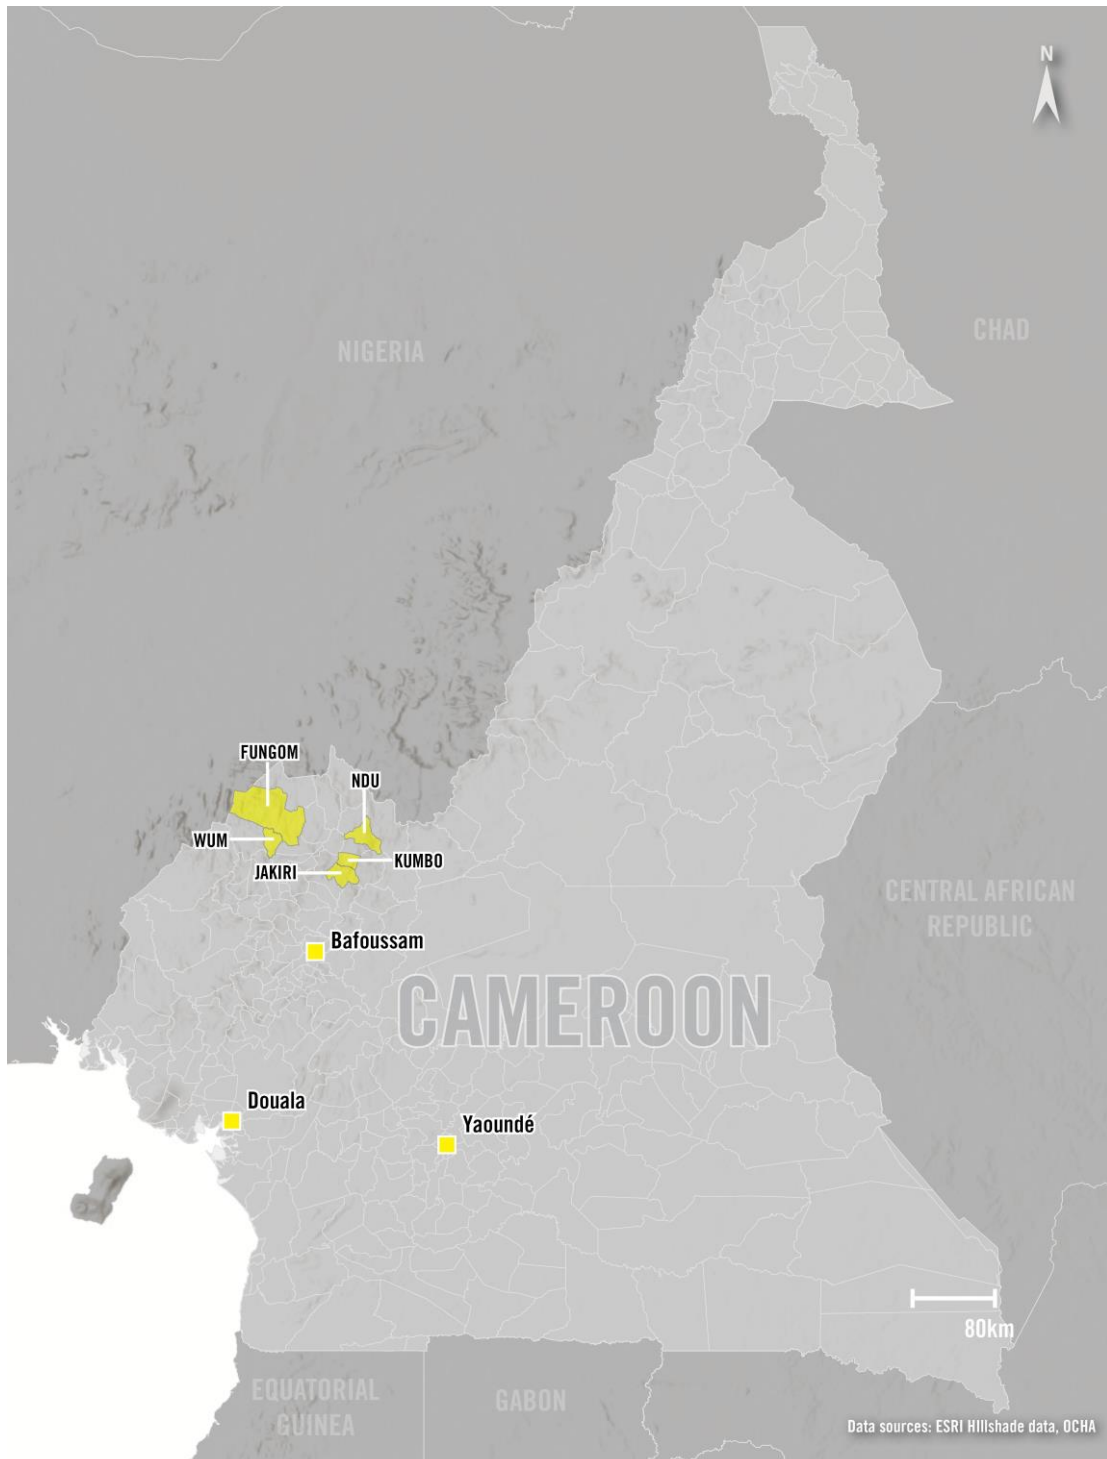 N
CHAD
NIGERIA
FUNGOM
NDU
WUM
KUMBO
JAKIRI
CENTRAL AFRICAN
REPUBLIC
Bafoussam
CAMEROON
Douala
Yaoundé
80km
EQUATORIAL
GUINEA
GABON
Data sources: ESRI HIllshade data, OCHA